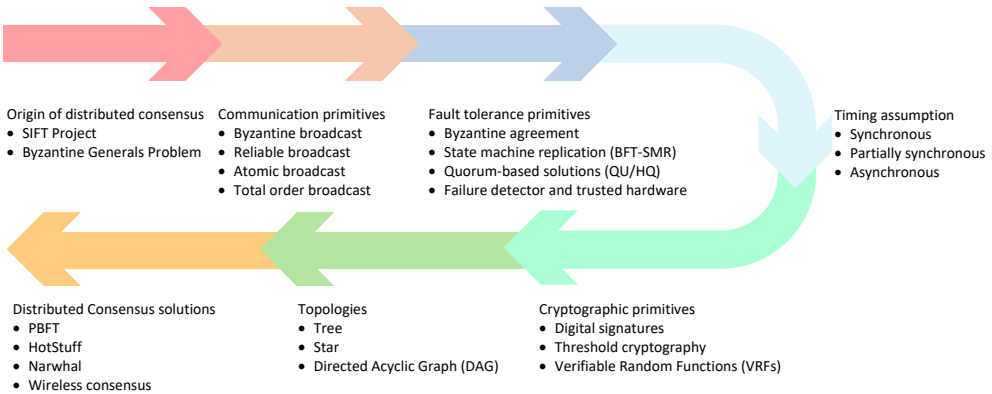 Origin of distributed consensus
• SIFT Project
• Byzantine Generals Problem
Communication primitives
• Byzantine broadcast
• Reliable broadcast
• Atomic broadcast
• Total order broadcast
Fault tolerance primitives
• Byzantine agreement
• State machine replication (BFT-SMR)
• Quorum-based solutions (QU/HQ)
• Failure detector and trusted hardware
Timing assumption
• Synchronous
• Partially synchronous
• Asynchronous
Distributed Consensus solutions
• PBFT
• HotStuff
• Narwhal
• Wireless consensus
Topologies
• Tree
• Star
• Directed Acyclic Graph (DAG)
Cryptographic primitives
• Digital signatures
• Threshold cryptography
• Verifiable Random Functions (VRFs)